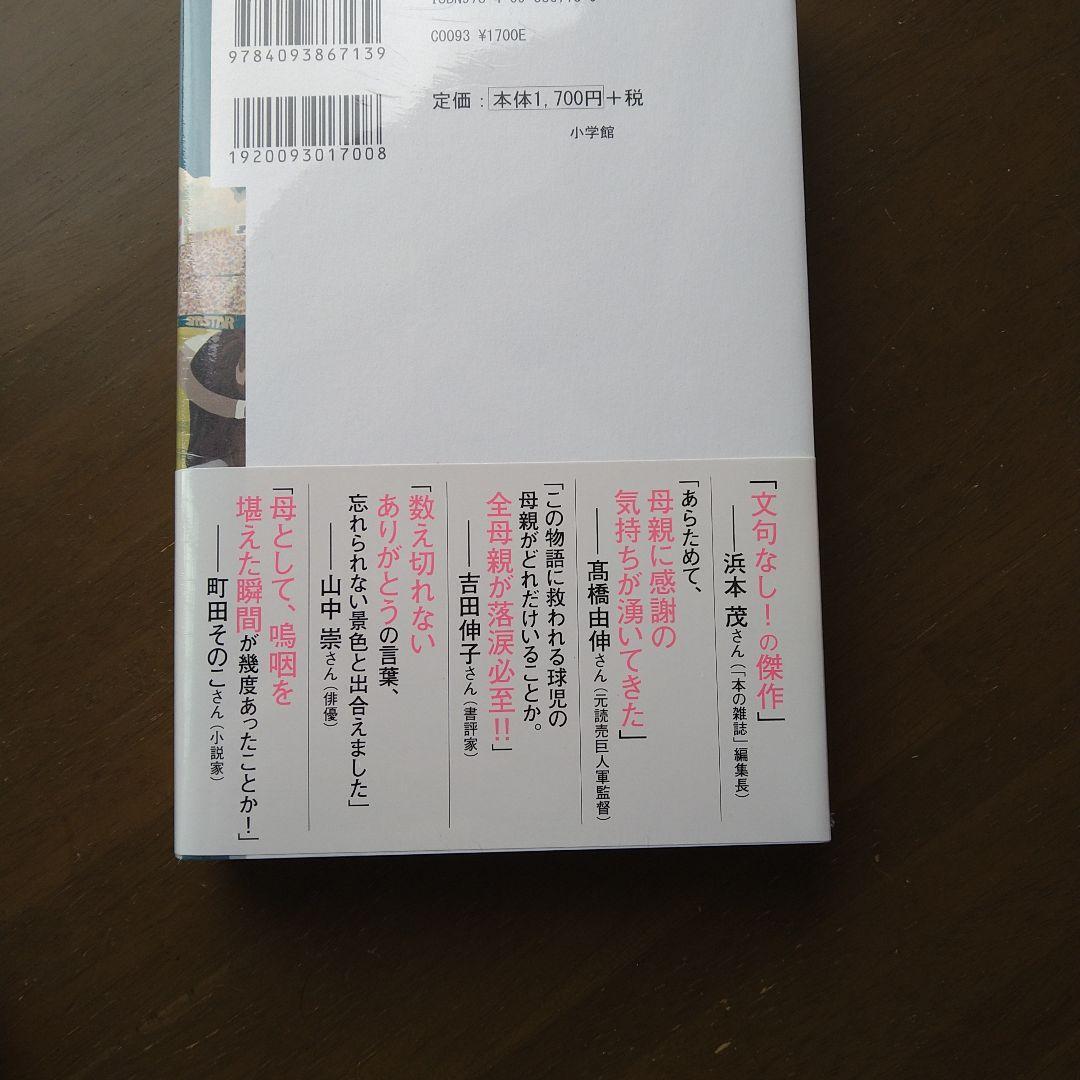 9784093867139
C0093 ¥1700E
1920093017008
定価：本体1,700円＋税
小学館
「文句なし！の傑作」
――浜本 茂さん（「本の雑誌」編集長）
「あらためて、
母親に感謝の
気持ちが湧いてきた」
――髙橋由伸さん（元読売巨人軍監督）
「この物語に救われる球児の
母親がどれだけいることか。
全母親が落涙必至!!」
――吉田伸子さん（書評家）
「数え切れない
ありがとうの言葉、
忘れられない景色と出合えました」
――山中 崇さん（俳優）
「母として、嗚咽を
堪えた瞬間が幾度あったことか！」
――町田そのこさん（小説家）